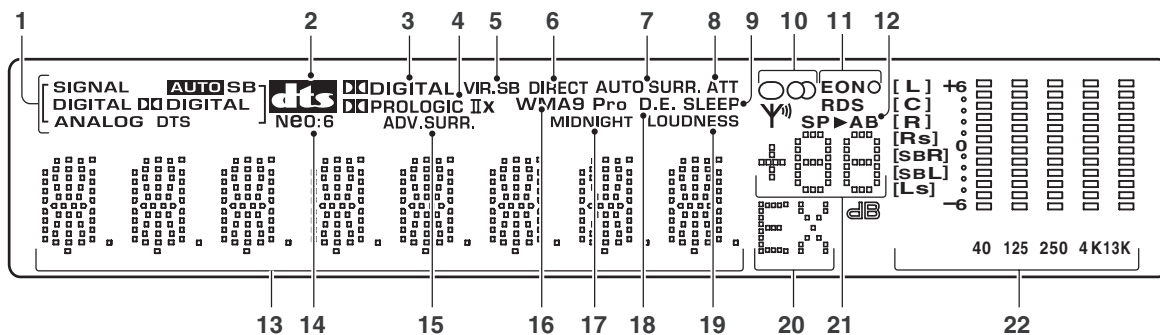 1 2 3 4 5 6 7 8 9 10 11 12
SIGNAL AUTO SB dts DIGITAL VIR.SB DIRECT AUTO SURR. ATT EON [L] +6
DIGITAL DIGITAL PROLOGIC IIx WMA9 Pro D.E. SLEEP RDS [C]
ANALOG DTS Neo:6 ADV.SURR. MIDNIGHT LOUDNESS SP►AB [R]
[Rs] 0
[SBR]
[SBL]
[Ls] −6
dB
EX
40 125 250 4K 13K
13 14 15 16 17 18 19 20 21 22